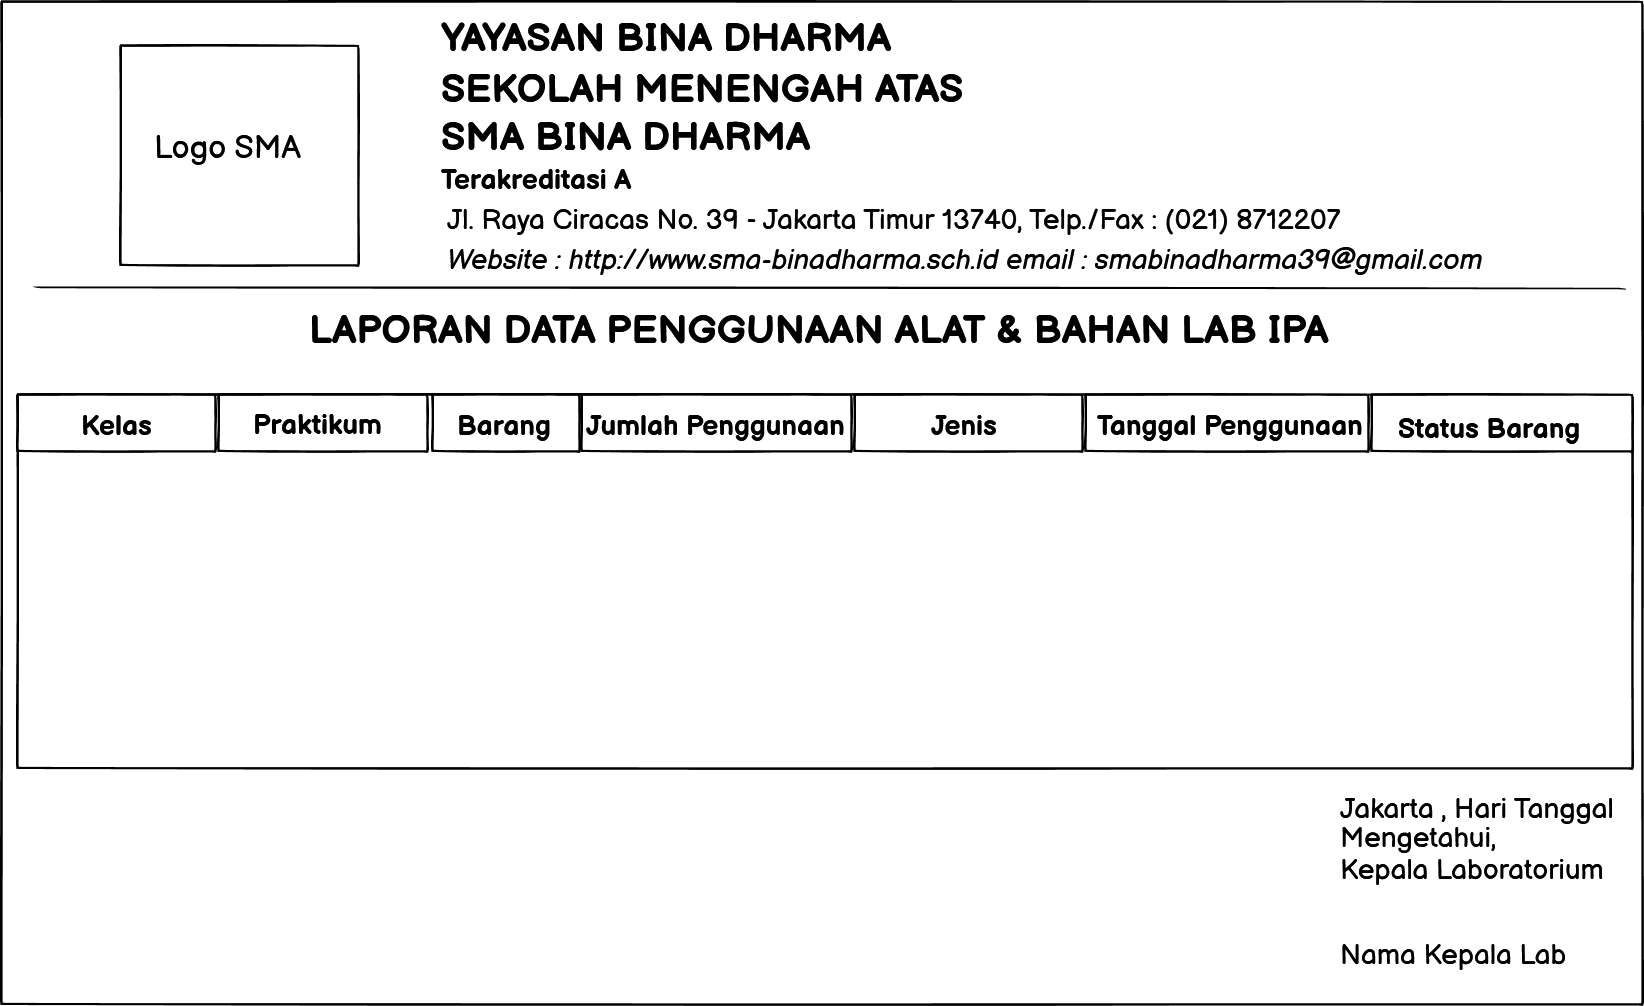 Logo SMA
YAYASAN BINA DHARMA
SEKOLAH MENENGAH ATAS
SMA BINA DHARMA
Terakreditasi A
Jl. Raya Ciracas No. 39 - Jakarta Timur 13740, Telp./Fax : (021) 8712207
Website : http://www.sma-binadharma.sch.id email : smabinadharma39@gmail.com
LAPORAN DATA PENGGUNAAN ALAT & BAHAN LAB IPA
Kelas Praktikum Barang Jumlah Penggunaan Jenis Tanggal Penggunaan Status Barang
Jakarta , Hari Tanggal
Mengetahui,
Kepala Laboratorium
Nama Kepala Lab